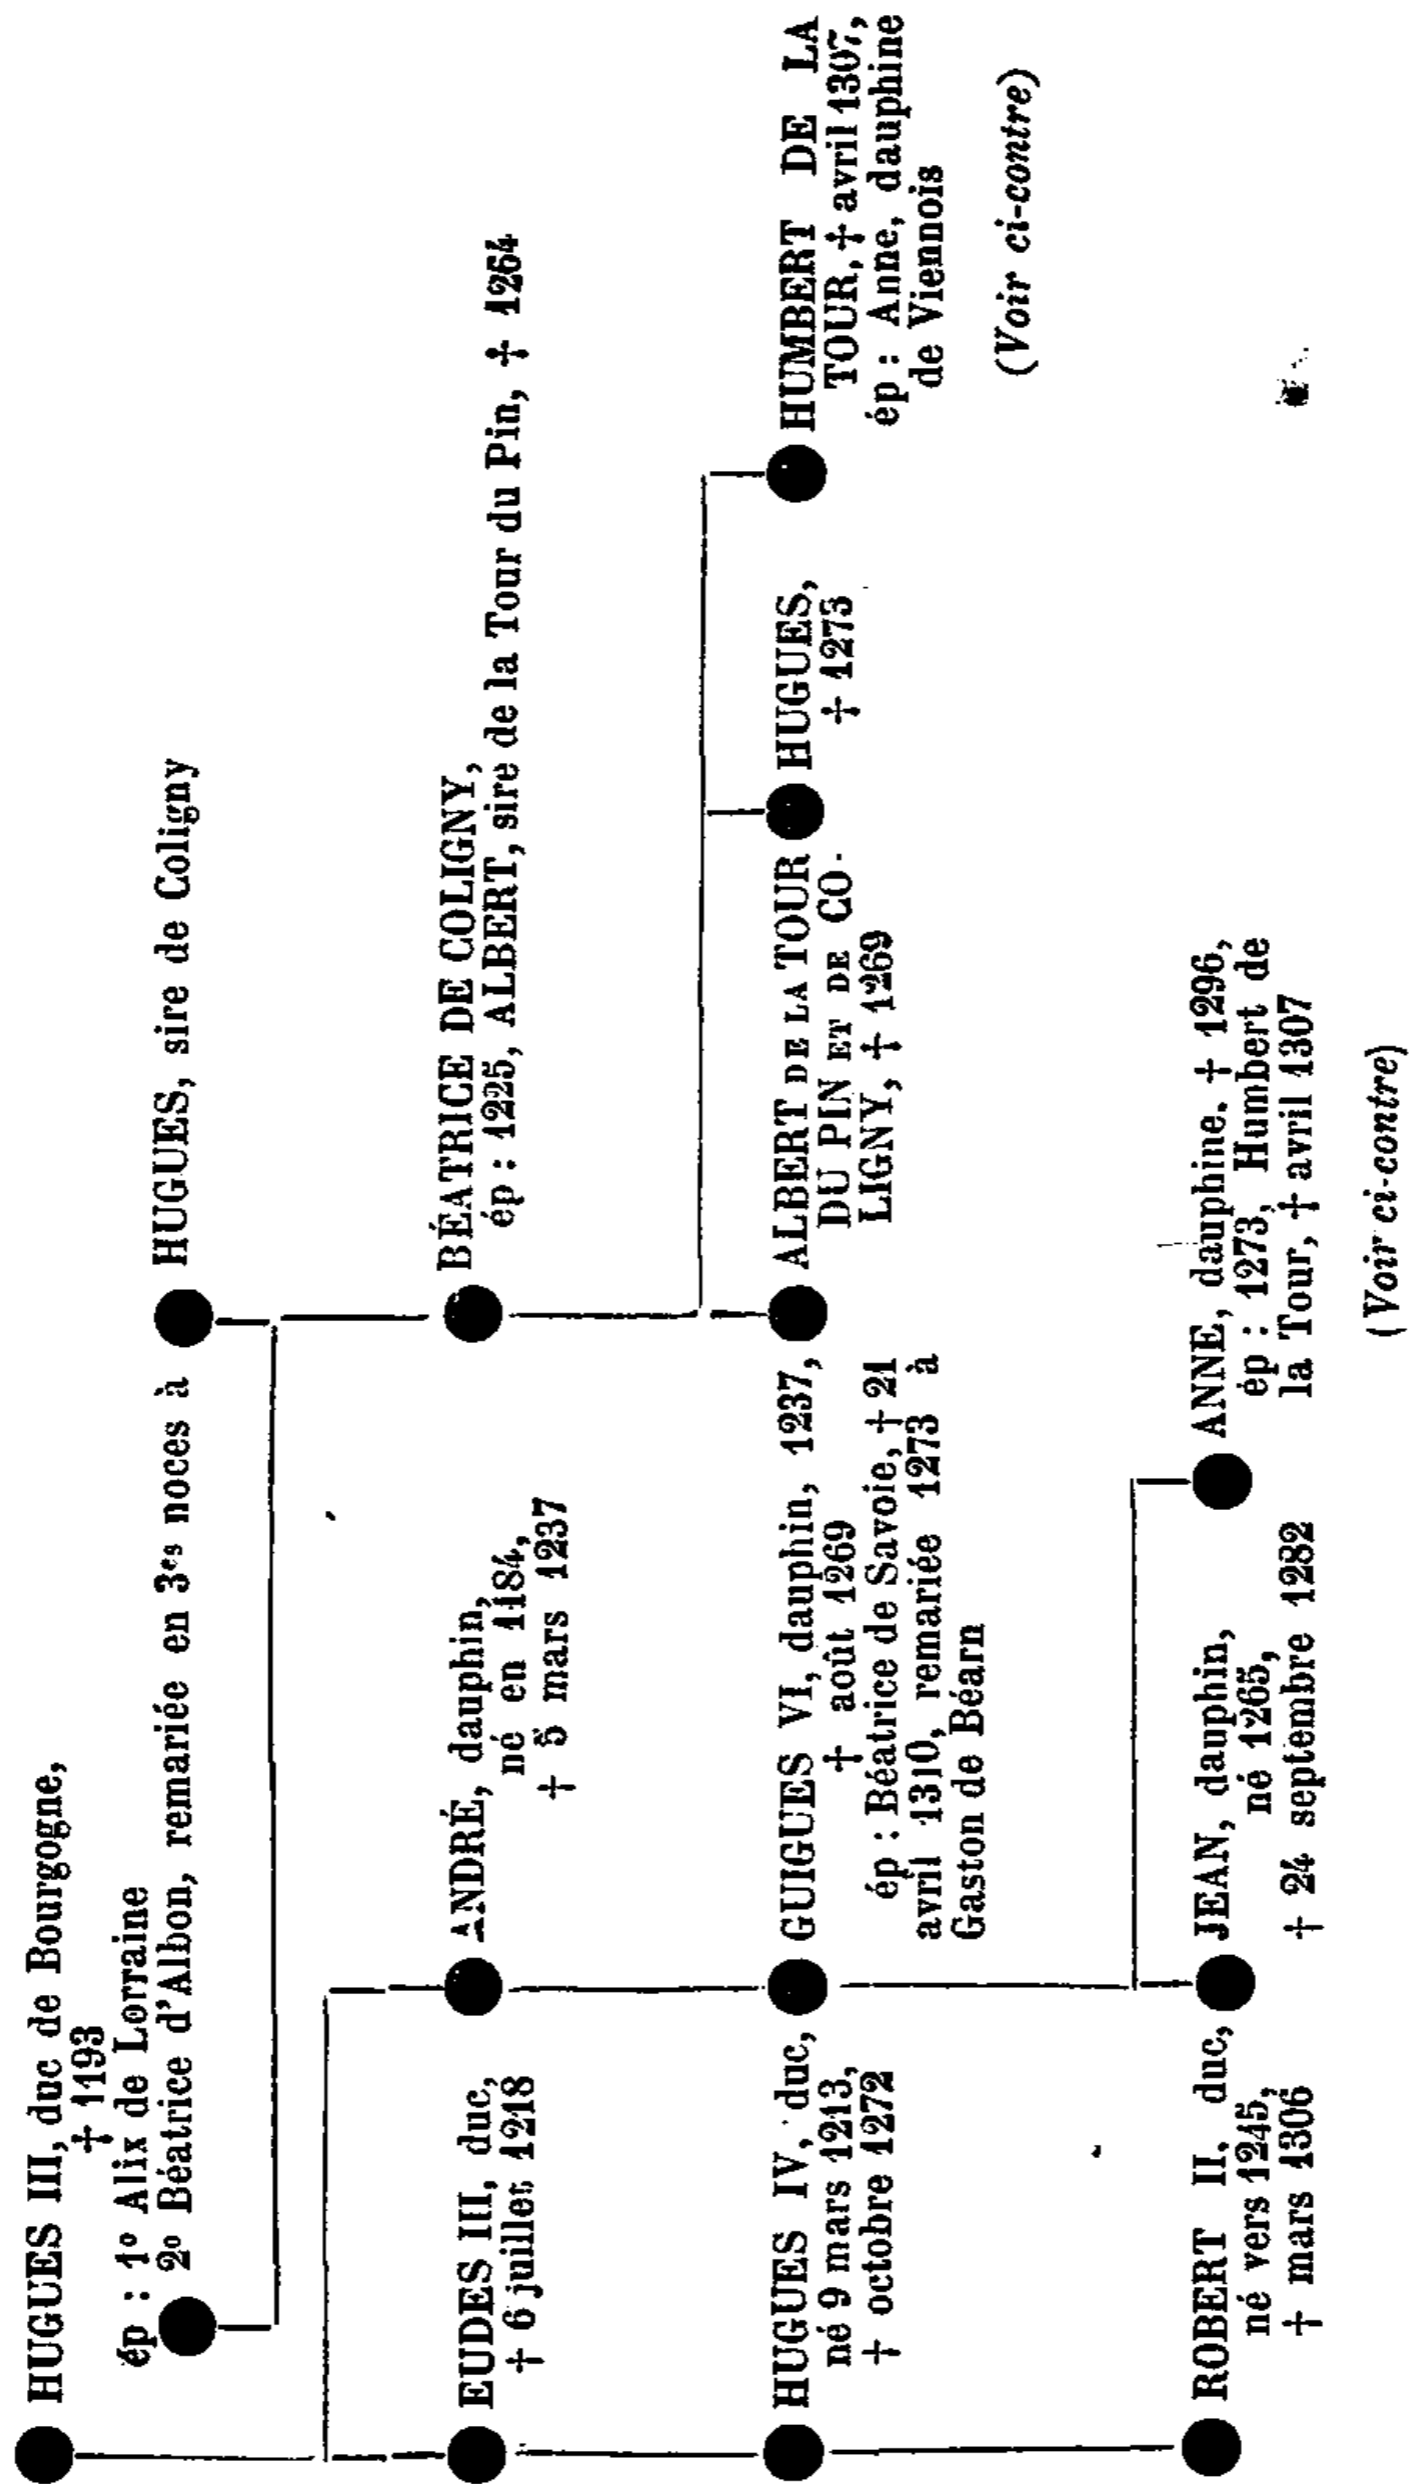 HUGUES III, duc de Bourgogne,
‡ 1193
ép : 1º Alix de Lorraine
2º Béatrice d'Albon, remariée en 3es noces à
HUGUES, sire de Coligny
EUDES III, duc,
† 6 juillet 1218
ANDRÉ, dauphin,
né en 1184,
† 5 mars 1237
BÉATRICE DE COLIGNY,
ép : 1225, ALBERT, sire de la Tour du Pin, ‡ 1264
HUGUES IV, duc,
né 9 mars 1213,
† octobre 1272
GUIGUES VI, dauphin, 1237,
† août 1269
ép : Béatrice de Savoie, † 21
avril 1310, remariée 1273 à
Gaston de Béarn
ALBERT DE LA TOUR
DU PIN ET DE CO-
LIGNY, ‡ 1269
HUGUES,
‡ 1273
HUMBERT DE LA
TOUR, ‡ avril 1307,
ép : Anne, dauphine
de Viennois
(Voir ci-contre)
ROBERT II, duc,
né vers 1245,
† mars 1306
JEAN, dauphin,
né 1265,
† 24 septembre 1282
ANNE, dauphine. † 1296,
ép : 1273, Humbert de
la Tour, ‡ avril 1307
(Voir ci-contre)